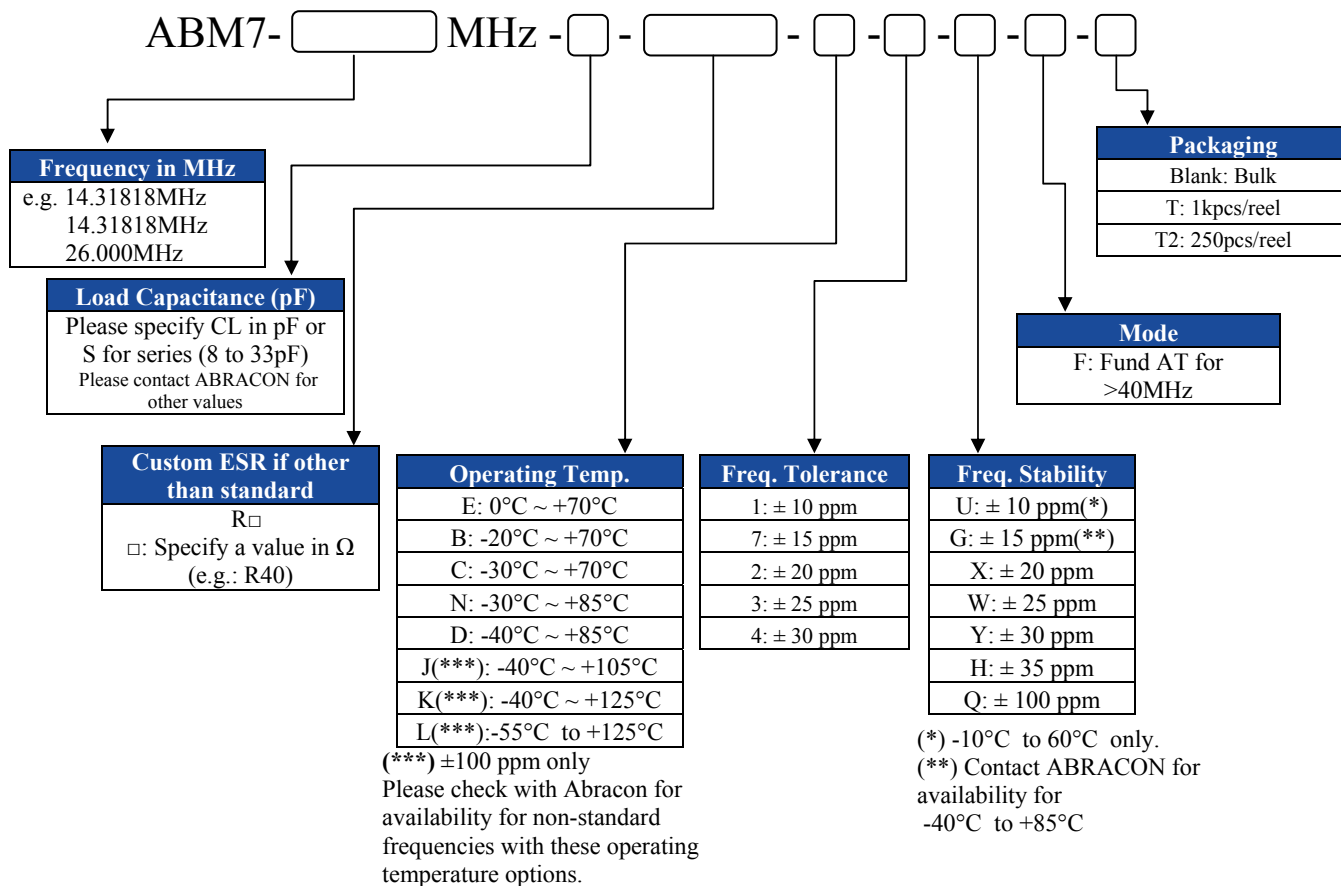 ABM7- MHz - - - - - - -
Frequency in MHz
e.g. 14.31818MHz
14.31818MHz
26.000MHz
Load Capacitance (pF)
Please specify CL in pF or
S for series (8 to 33pF)
Please contact ABRACON for
other values
Custom ESR if other
than standard
R□
□: Specify a value in Ω
(e.g.: R40)
Operating Temp.
E: 0°C ~ +70°C
B: -20°C ~ +70°C
C: -30°C ~ +70°C
N: -30°C ~ +85°C
D: -40°C ~ +85°C
J(***): -40°C ~ +105°C
K(***): -40°C ~ +125°C
L(***):-55°C to +125°C
(***) ±100 ppm only
Please check with Abracon for
availability for non-standard
frequencies with these operating
temperature options.
Freq. Tolerance
1: ± 10 ppm
7: ± 15 ppm
2: ± 20 ppm
3: ± 25 ppm
4: ± 30 ppm
Freq. Stability
U: ± 10 ppm(*)
G: ± 15 ppm(**)
X: ± 20 ppm
W: ± 25 ppm
Y: ± 30 ppm
H: ± 35 ppm
Q: ± 100 ppm
(*) -10°C to 60°C only.
(**) Contact ABRACON for
availability for
-40°C to +85°C
Mode
F: Fund AT for
>40MHz
Packaging
Blank: Bulk
T: 1kpcs/reel
T2: 250pcs/reel